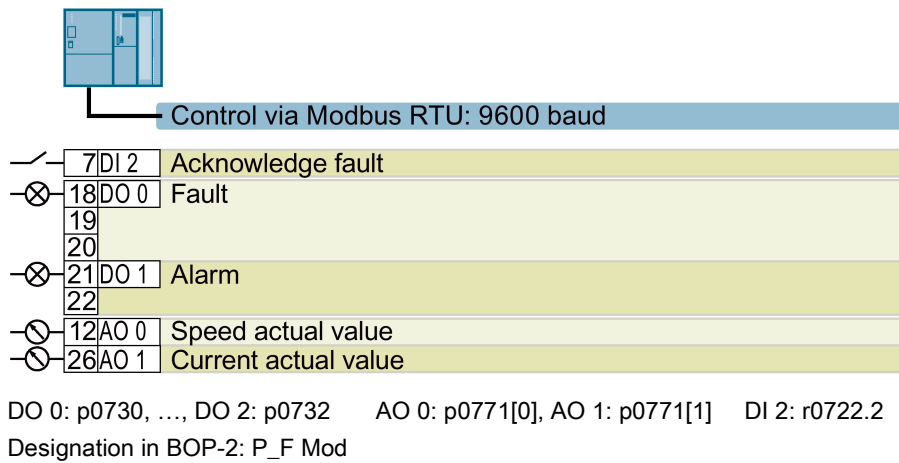 Control via Modbus RTU: 9600 baud
7 DI 2 Acknowledge fault
18 DO 0 Fault
19
20
21 DO 1 Alarm
22
12 AO 0 Speed actual value
26 AO 1 Current actual value
DO 0: p0730, …, DO 2: p0732 AO 0: p0771[0], AO 1: p0771[1] DI 2: r0722.2
Designation in BOP-2: P_F Mod